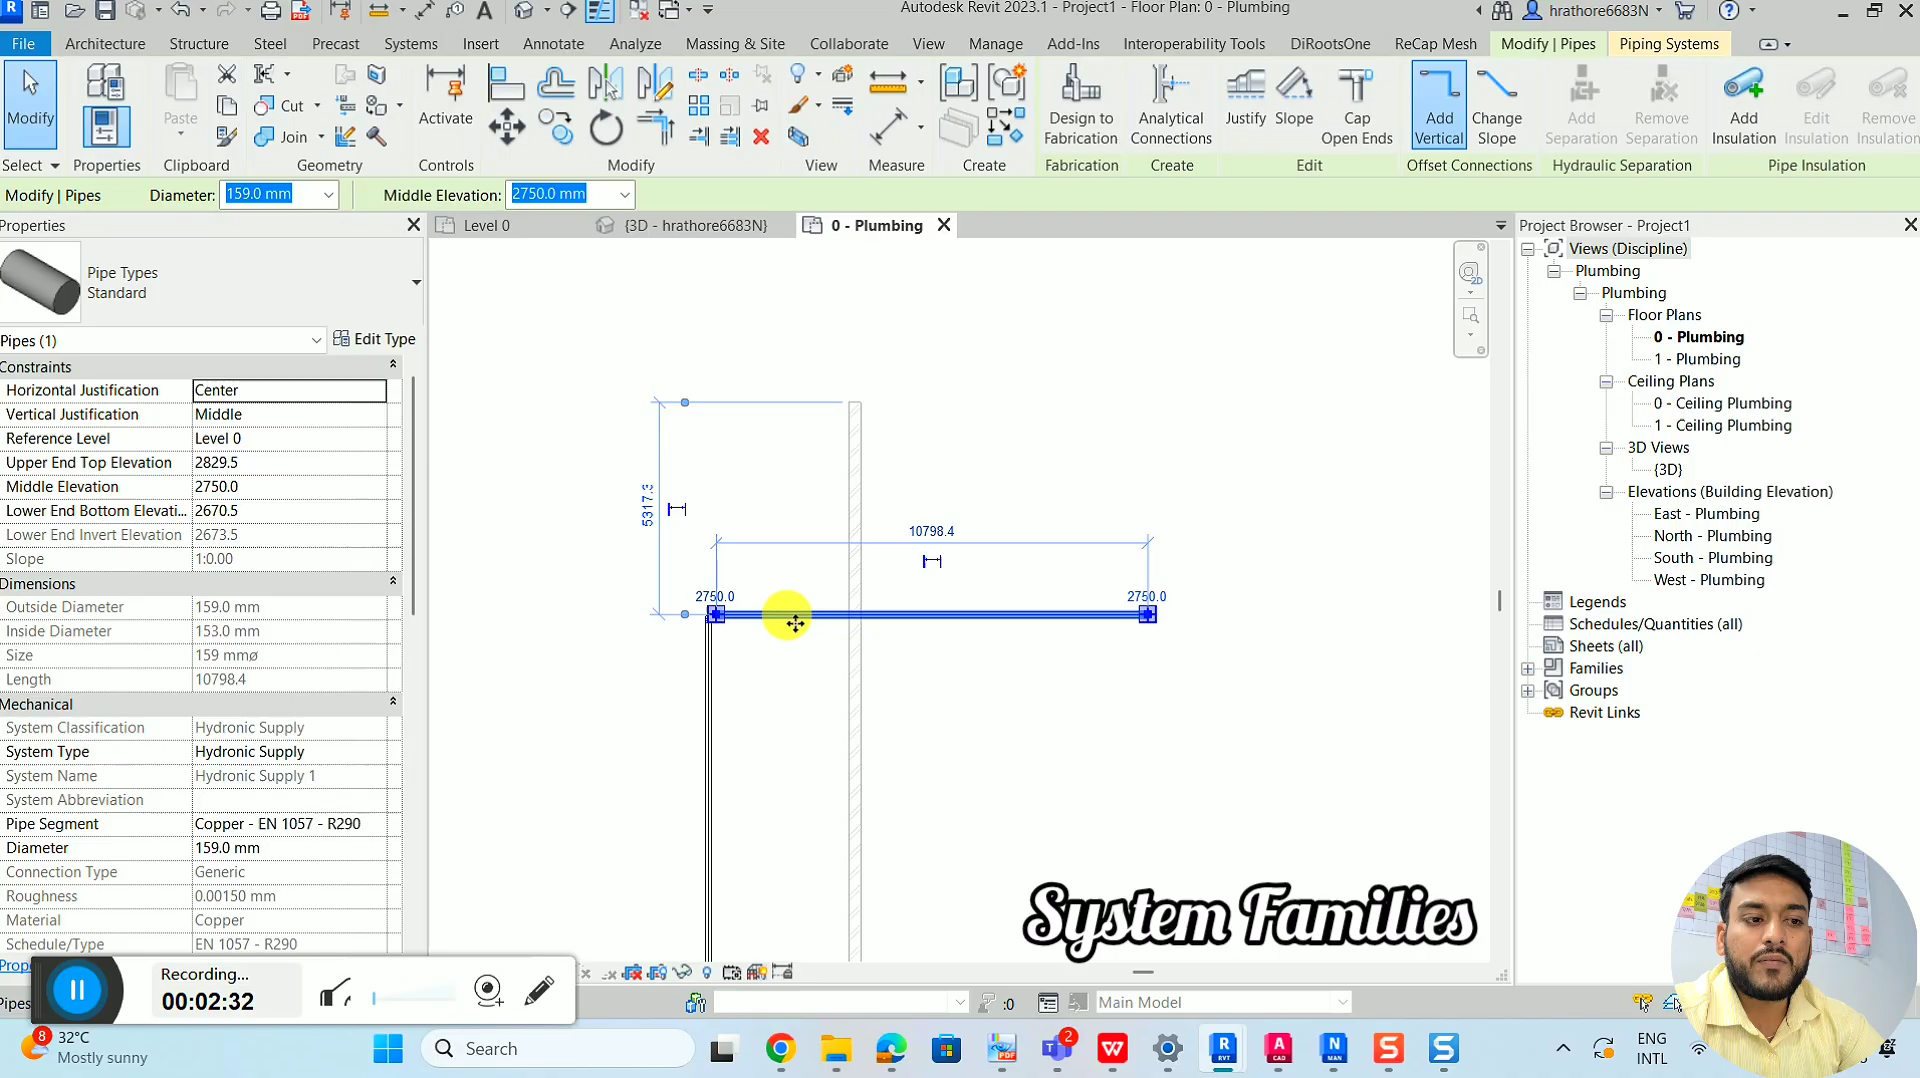 Autodesk Revit 2023.1 - Project1 - Floor Plan: 0 - Plumbing
hrathore6683N
File
Architecture
Structure
Steel
Precast
Systems
Insert
Annotate
Analyze
Massing & Site
Collaborate
View
Manage
Add-Ins
Interoperability Tools
DiRootsOne
ReCap Mesh
Modify | Pipes
Piping Systems
Modify
Paste
Cut
Join
Activate
Design to
Fabrication
Analytical
Connections
Justify
Slope
Cap
Open Ends
Add
Vertical
Change
Slope
Add
Separation
Remove
Separation
Add
Insulation
Edit
Insulation
Remove
Insulation
Select
Properties
Clipboard
Geometry
Controls
Modify
View
Measure
Create
Fabrication
Create
Edit
Offset Connections
Hydraulic Separation
Pipe Insulation
Modify | Pipes
Diameter:
159.0 mm
Middle Elevation:
2750.0 mm
Properties
Pipe Types
Standard
Pipes (1)
Edit Type
Constraints
Horizontal Justification Center
Vertical Justification Middle
Reference Level Level 0
Upper End Top Elevation 2829.5
Middle Elevation 2750.0
Lower End Bottom Elevati... 2670.5
Lower End Invert Elevation 2673.5
Slope 1:0.00
Dimensions
Outside Diameter 159.0 mm
Inside Diameter 153.0 mm
Size 159 mmø
Length 10798.4
Mechanical
System Classification Hydronic Supply
System Type Hydronic Supply
System Name Hydronic Supply 1
System Abbreviation
Pipe Segment Copper - EN 1057 - R290
Diameter 159.0 mm
Connection Type Generic
Roughness 0.00150 mm
Material Copper
Schedule/Type EN 1057 - R290
Level 0
{3D - hrathore6683N}
0 - Plumbing
2D
5317.3
10798.4
2750.0
2750.0
System Families
Project Browser - Project1
Views (Discipline)
Plumbing
Plumbing
Floor Plans
0 - Plumbing
1 - Plumbing
Ceiling Plans
0 - Ceiling Plumbing
1 - Ceiling Plumbing
3D Views
{3D}
Elevations (Building Elevation)
East - Plumbing
North - Plumbing
South - Plumbing
West - Plumbing
Legends
Schedules/Quantities (all)
Sheets (all)
Families
Groups
Revit Links
Recording...
00:02:32
:0
Main Model
8
32°C
Mostly sunny
Search
2
ENG
INTL